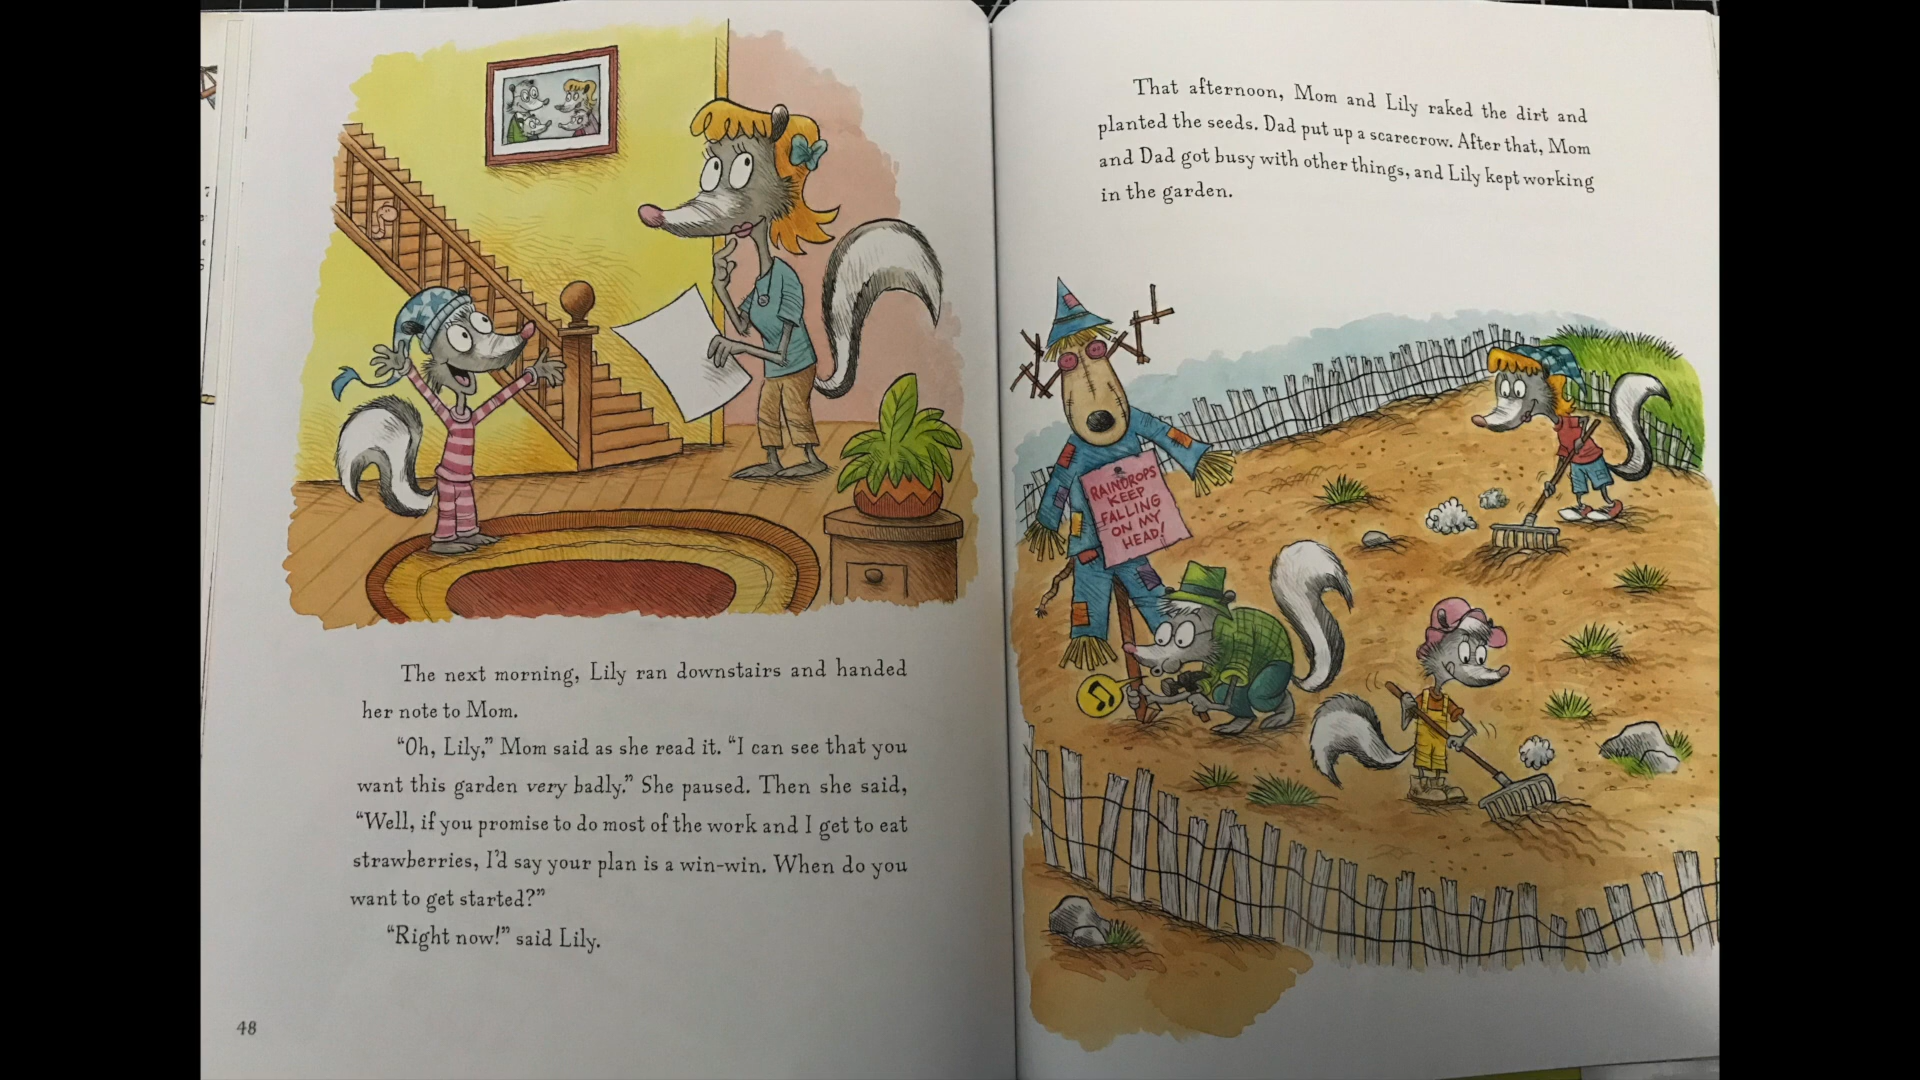 The next morning, Lily ran downstairs and handed
her note to Mom.
“Oh, Lily,” Mom said as she read it. “I can see that you
want this garden very badly.” She paused. Then she said,
“Well, if you promise to do most of the work and I get to eat
strawberries, I’d say your plan is a win-win. When do you
want to get started?”
“Right now!” said Lily.
48
That afternoon, Mom and Lily raked the dirt and
planted the seeds. Dad put up a scarecrow. After that, Mom
and Dad got busy with other things, and Lily kept working
in the garden.
RAINDROPS
KEEP
FALLING
ON MY
HEAD!